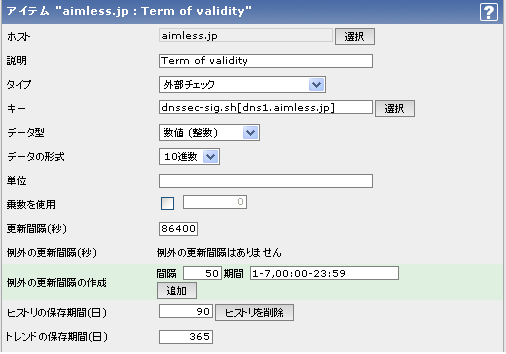 アイテム "aimless.jp : Term of validity" ?
ホスト aimless.jp 選択
説明 Term of validity
タイプ 外部チェック
キー dnssec-sig.sh[dns1.aimless.jp] 選択
データ型 数値 (整数)
データの形式 10進数
単位
乗数を使用 0
更新間隔(秒) 86400
例外の更新間隔(秒) 例外の更新間隔はありません
例外の更新間隔の作成 間隔 50 期間 1-7,00:00-23:59
追加
ヒストリの保存期間(日) 90 ヒストリを削除
トレンドの保存期間(日) 365